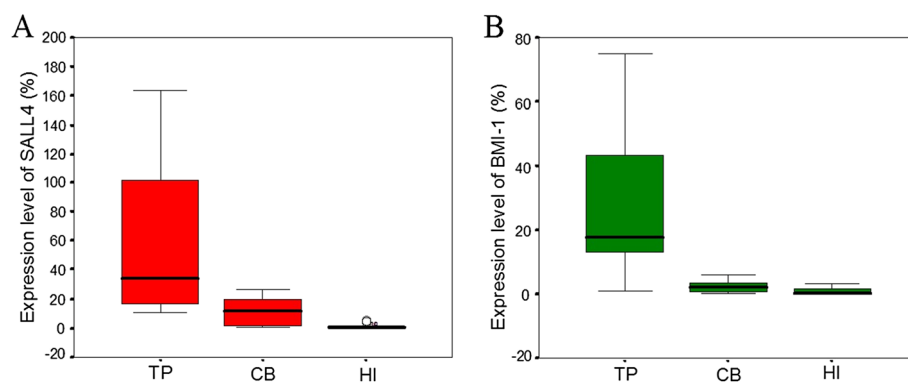 A
Expression level of SALL4 (%)
200
180
160
140
120
100
80
60
40
20
0
-20
TP
CB
HI
B
Expression level of BMI-1 (%)
80
60
40
20
0
-20
TP
CB
HI